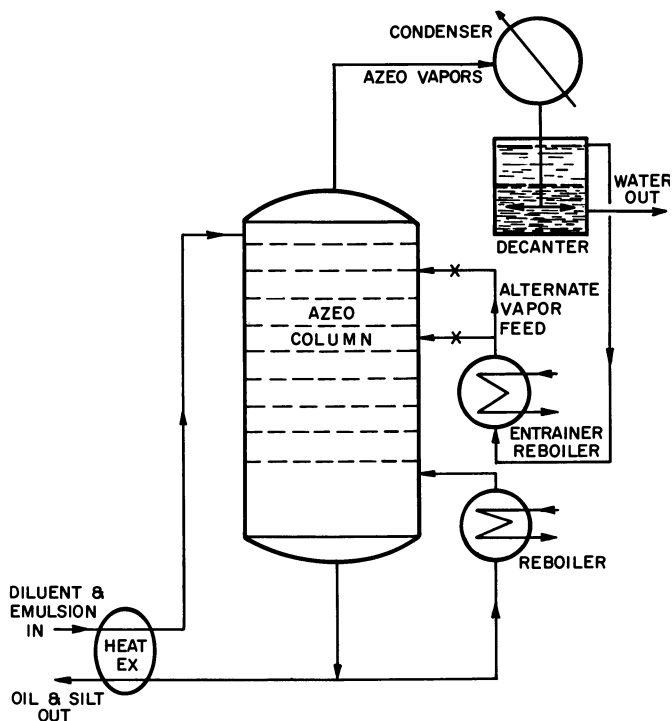 CONDENSER
AZEO VAPORS
WATER
OUT
DECANTER
ALTERNATE
VAPOR
FEED
AZEO
COLUMN
ENTRAINER
REBOILER
REBOILER
DILUENT &
EMULSION
IN
HEAT
EX
OIL & SILT
OUT